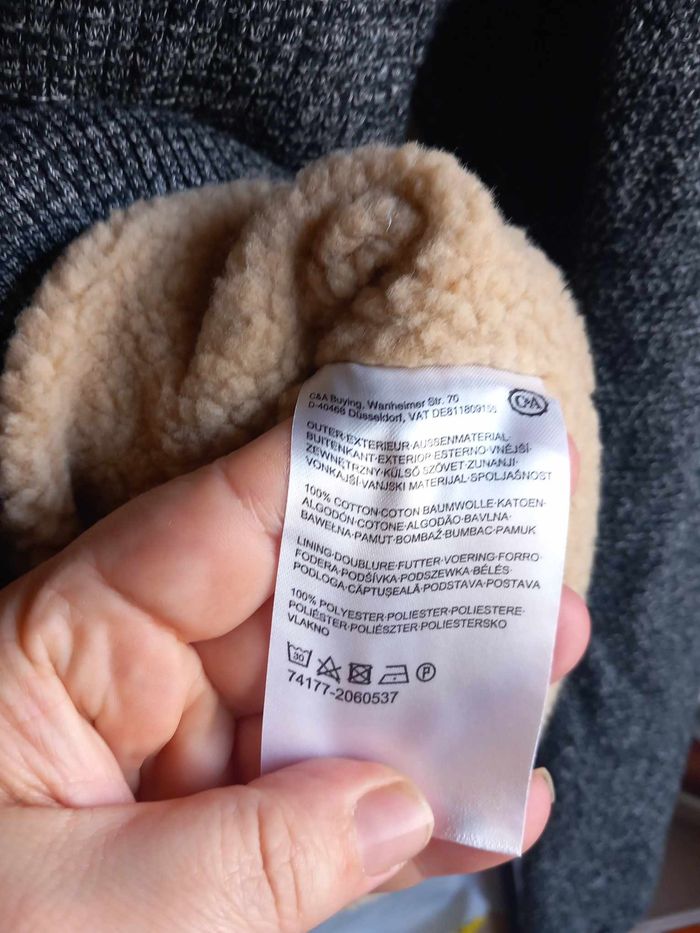 C&A Buying, Wanheimer Str. 70
D-40468 Düsseldorf, VAT DE811809155
C&A
OUTER·EXTERIEUR·AUSSENMATERIAL·
BUITENKANT·EXTERIOR·ESTERNO·VNĚJŠÍ·
ZEWNĘTRZNY·KÜLSŐ SZÖVET·ZUNANJI·
VONKAJŠÍ·VANJSKI MATERIJAL·SPOLJAŠNOST
100% COTTON·COTON BAUMWOLLE·KATOEN·
ALGODÓN·COTONE·ALGODÃO·BAVLNA·
BAWEŁNA·PAMUT·BOMBAŽ·BUMBAC·PAMUK
LINING·DOUBLURE·FUTTER·VOERING·FORRO·
FODERA·PODŠÍVKA·PODSZEWKA·BÉLÉS·
PODLOGA·CĂPTUŞEALĂ·PODSTAVA·POSTAVA
100% POLYESTER·POLIESTER·POLIESTERE·
POLIÉSTER·POLIÉSZTER·POLIESTERSKO
VLAKNO
30 P
74177-2060537